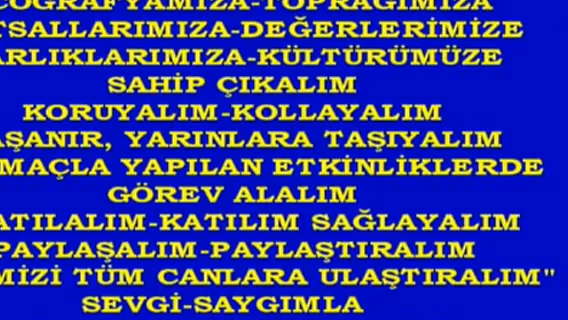 COĞRAFYAMIZA-TOPRAĞIMIZA
TSALLARIMIZA-DEĞERLERİMİZE
ARLIKLARIMIZA-KÜLTÜRÜMÜZE
SAHİP ÇIKALIM
KORUYALIM-KOLLAYALIM
AŞANIR, YARINLARA TAŞIYALIM
MAÇLA YAPILAN ETKİNLİKLERDE
GÖREV ALALIM
ATILALIM-KATILIM SAĞLAYALIM
PAYLAŞALIM-PAYLAŞTIRALIM
MİZİ TÜM CANLARA ULAŞTIRALIM"
SEVGİ-SAYGIMLA